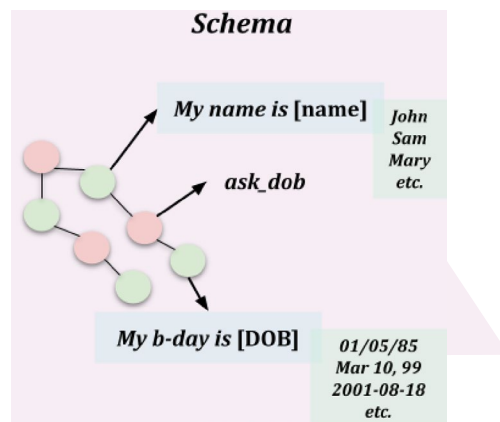 Schema
My name is [name]
John
Sam
Mary
etc.
ask_dob
My b-day is [DOB]
01/05/85
Mar 10, 99
2001-08-18
etc.